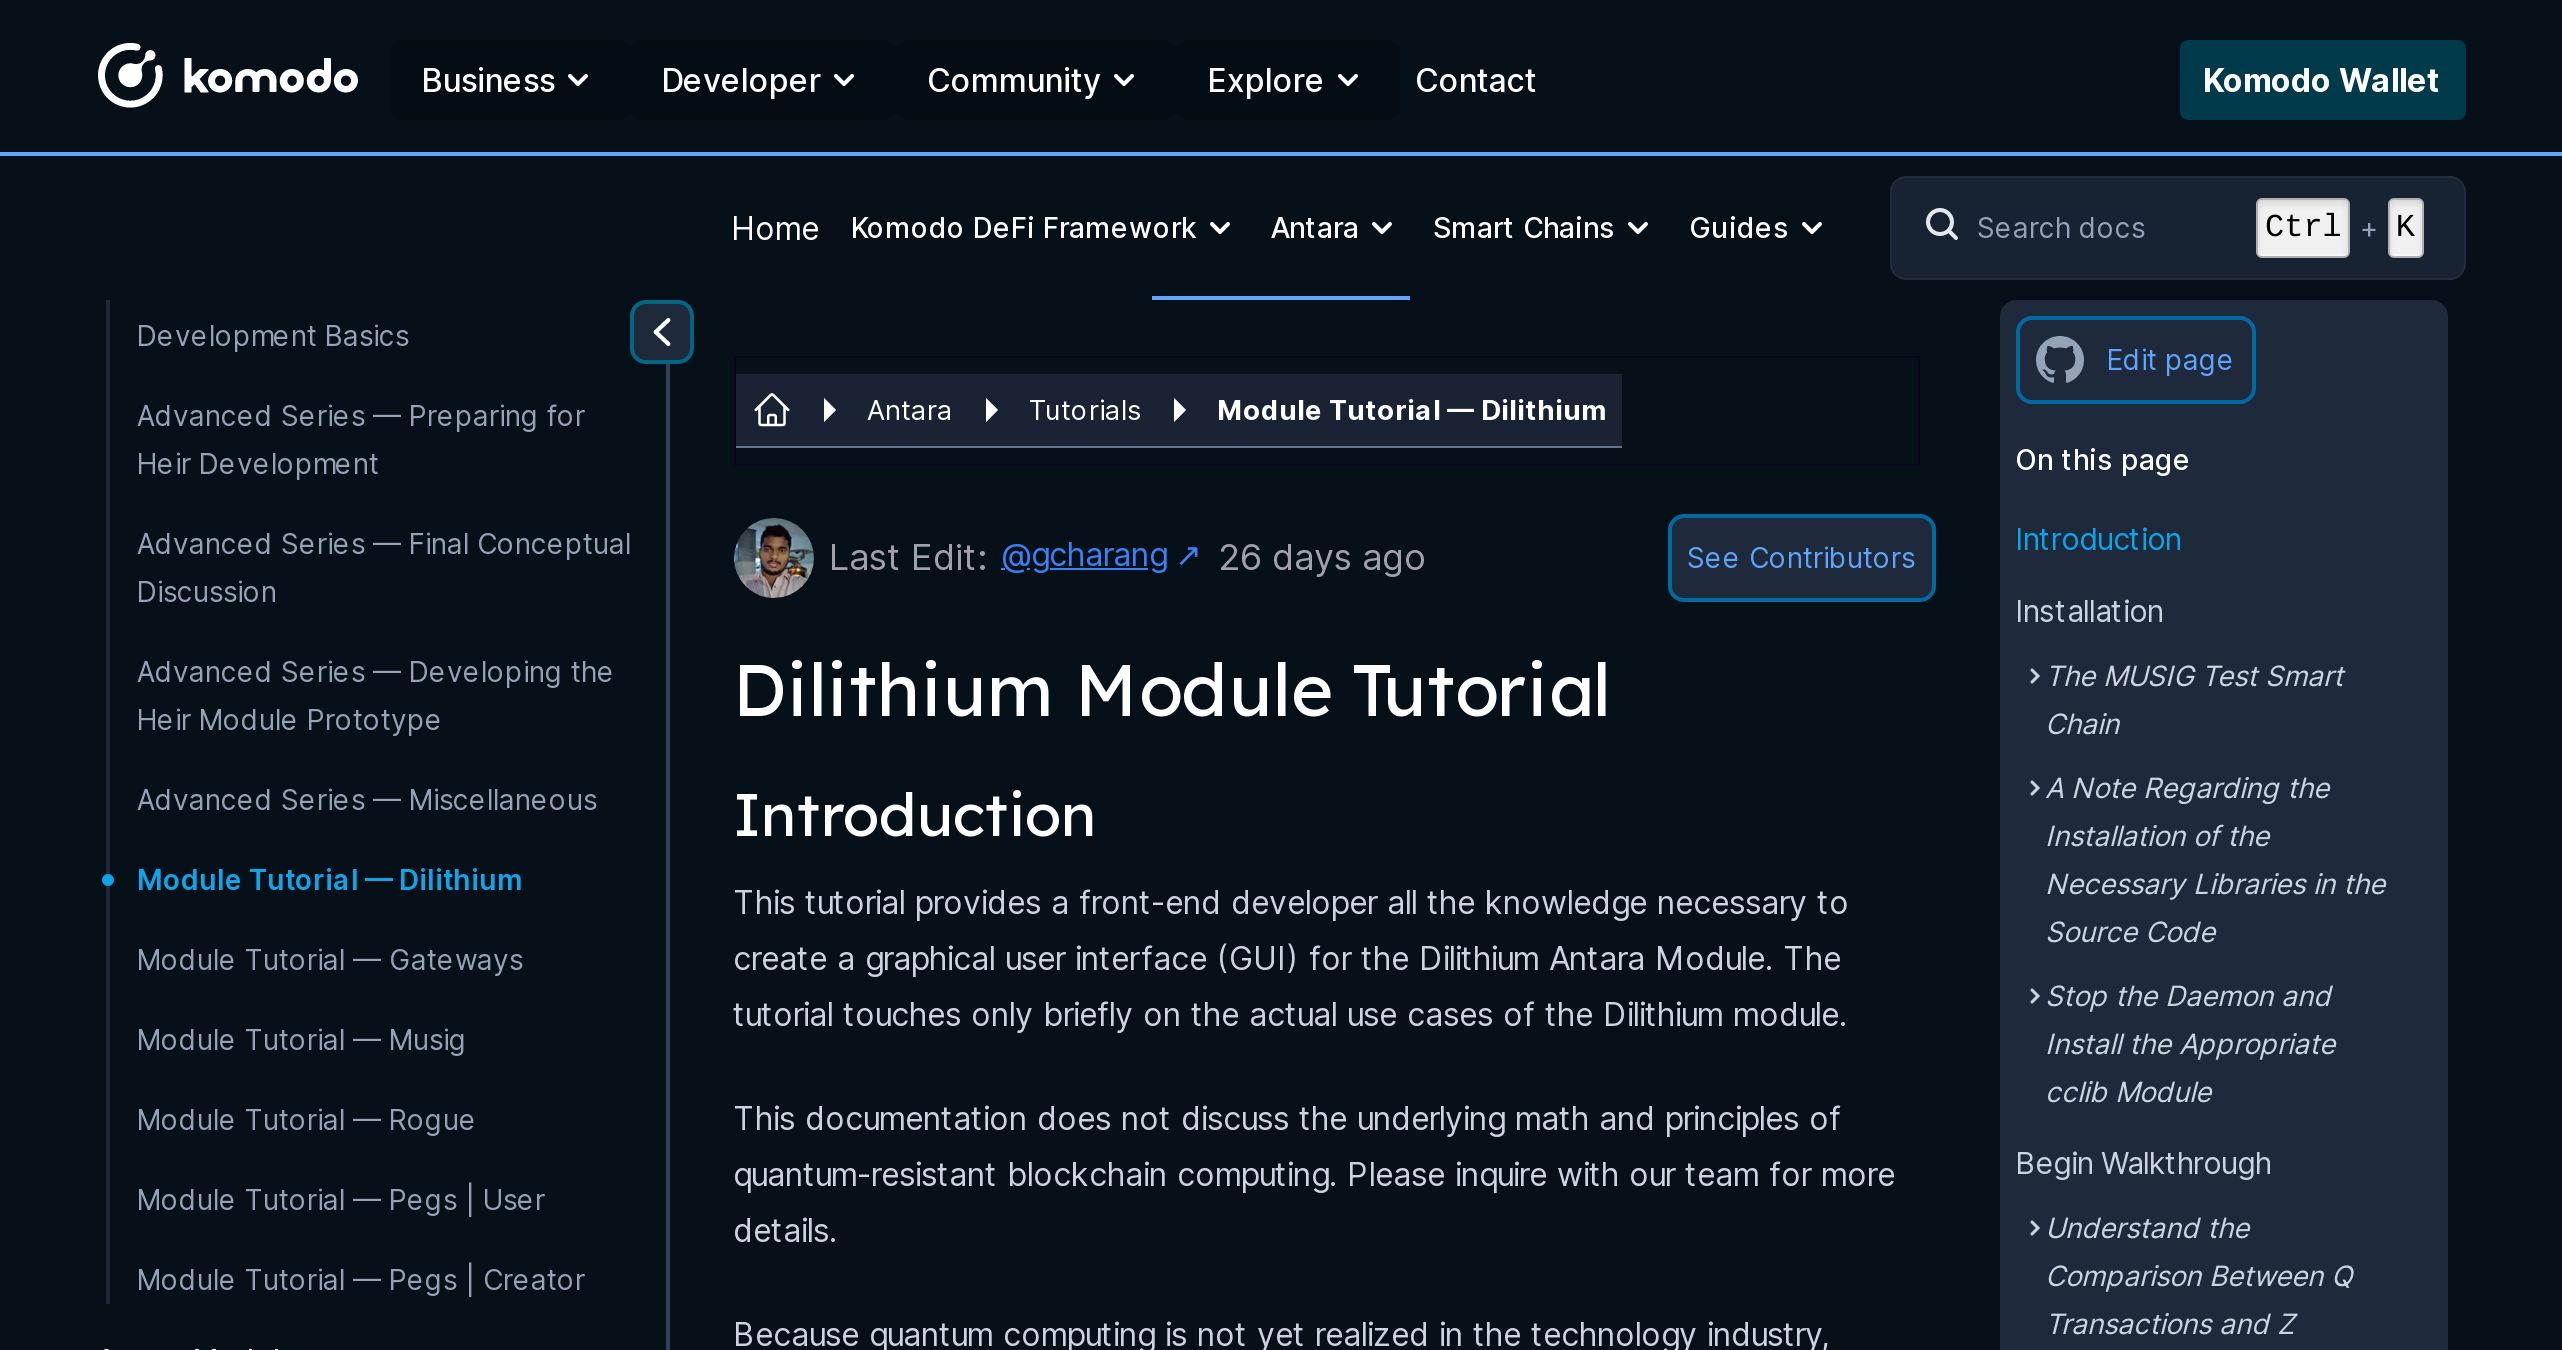 komodo
Business
Developer
Community
Explore
Contact
Komodo Wallet
Home
Komodo DeFi Framework
Antara
Smart Chains
Guides
Search docs
Ctrl + K
Development Basics
Advanced Series — Preparing for
Heir Development
Advanced Series — Final Conceptual
Discussion
Advanced Series — Developing the
Heir Module Prototype
Advanced Series — Miscellaneous
Module Tutorial — Dilithium
Module Tutorial — Gateways
Module Tutorial — Musig
Module Tutorial — Rogue
Module Tutorial — Pegs | User
Module Tutorial — Pegs | Creator
Antara
Tutorials
Module Tutorial — Dilithium
Last Edit: @gcharang ↗ 26 days ago
See Contributors
Dilithium Module Tutorial
Introduction
This tutorial provides a front-end developer all the knowledge necessary to
create a graphical user interface (GUI) for the Dilithium Antara Module. The
tutorial touches only briefly on the actual use cases of the Dilithium module.
This documentation does not discuss the underlying math and principles of
quantum-resistant blockchain computing. Please inquire with our team for more
details.
Because quantum computing is not yet realized in the technology industry,
Edit page
On this page
Introduction
Installation
The MUSIG Test Smart
Chain
A Note Regarding the
Installation of the
Necessary Libraries in the
Source Code
Stop the Daemon and
Install the Appropriate
cclib Module
Begin Walkthrough
Understand the
Comparison Between Q
Transactions and Z